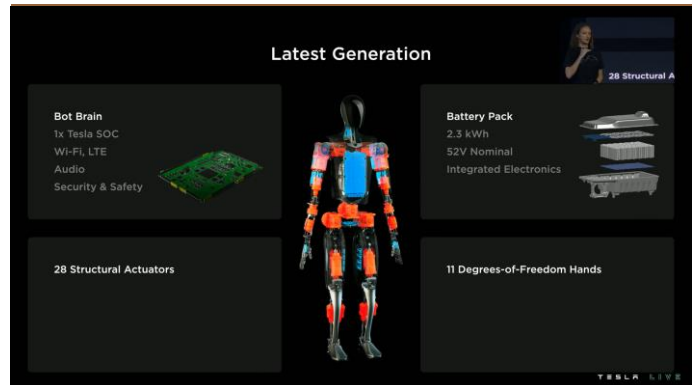 Latest Generation
28 Structural A
Bot Brain
1x Tesla SOC
Wi-Fi, LTE
Audio
Security & Safety
Battery Pack
2.3 kWh
52V Nominal
Integrated Electronics
28 Structural Actuators
11 Degrees-of-Freedom Hands
TESLA LIVE